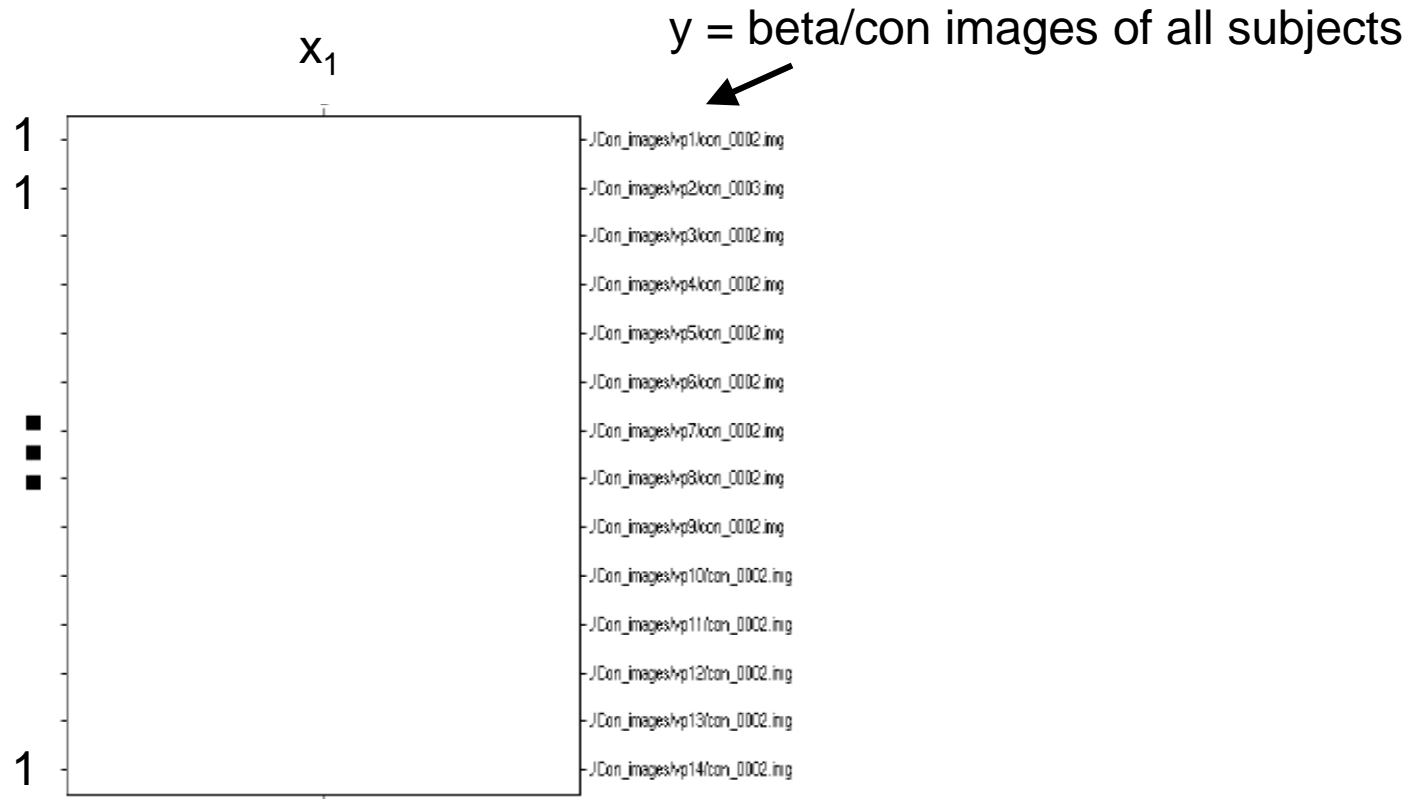 y = beta/con images of all subjects
x₁
1 ./Con_images/vp1/con_0002.img
1 ./Con_images/vp2/con_0003.img
./Con_images/vp3/con_0002.img
./Con_images/vp4/con_0002.img
./Con_images/vp5/con_0002.img
./Con_images/vp6/con_0002.img
./Con_images/vp7/con_0002.img
./Con_images/vp8/con_0002.img
./Con_images/vp9/con_0002.img
./Con_images/vp10/con_0002.img
./Con_images/vp11/con_0002.img
./Con_images/vp12/con_0002.img
./Con_images/vp13/con_0002.img
1 ./Con_images/vp14/con_0002.img